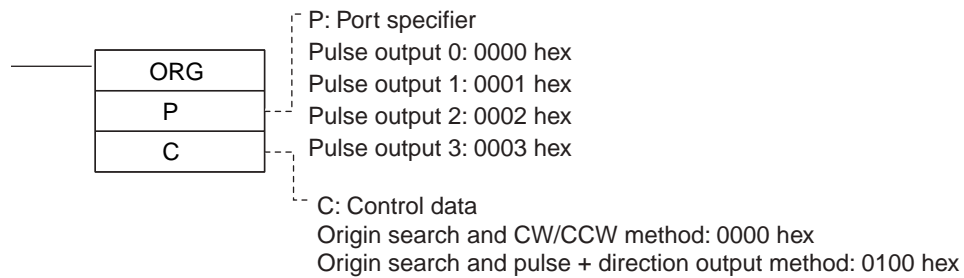 ORG
P
C
P: Port specifier
Pulse output 0: 0000 hex
Pulse output 1: 0001 hex
Pulse output 2: 0002 hex
Pulse output 3: 0003 hex
C: Control data
Origin search and CW/CCW method: 0000 hex
Origin search and pulse + direction output method: 0100 hex